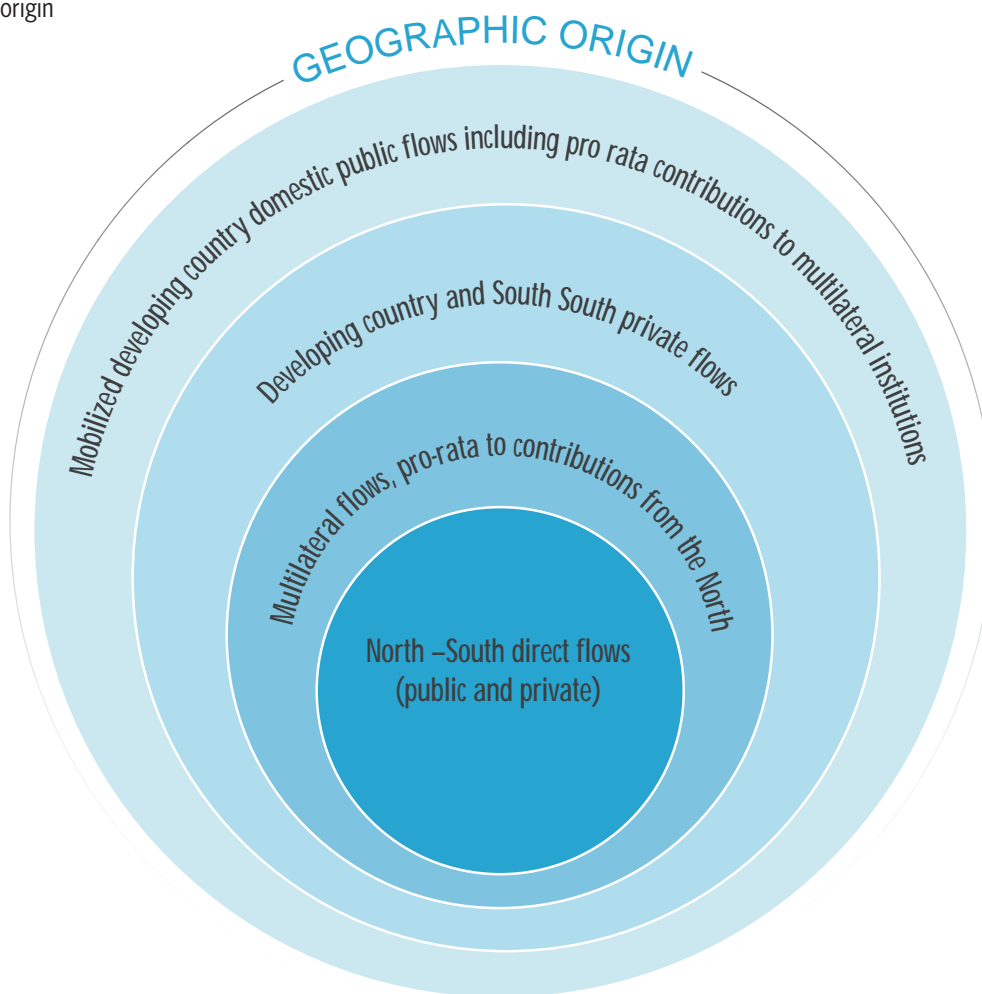 origin
GEOGRAPHIC ORIGIN
Mobilized developing country domestic public flows including pro rata contributions to multilateral institutions
Developing country and South South private flows
Multilateral flows, pro-rata to contributions from the North
North –South direct flows
(public and private)